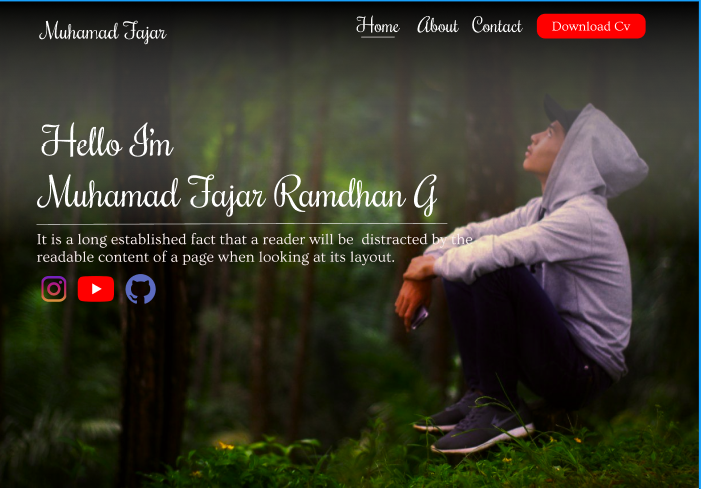 Muhamad Fajar
Home About Contact Download Cv
Hello I'm
Muhamad Fajar Ramdhan G
It is a long established fact that a reader will be distracted by the
readable content of a page when looking at its layout.